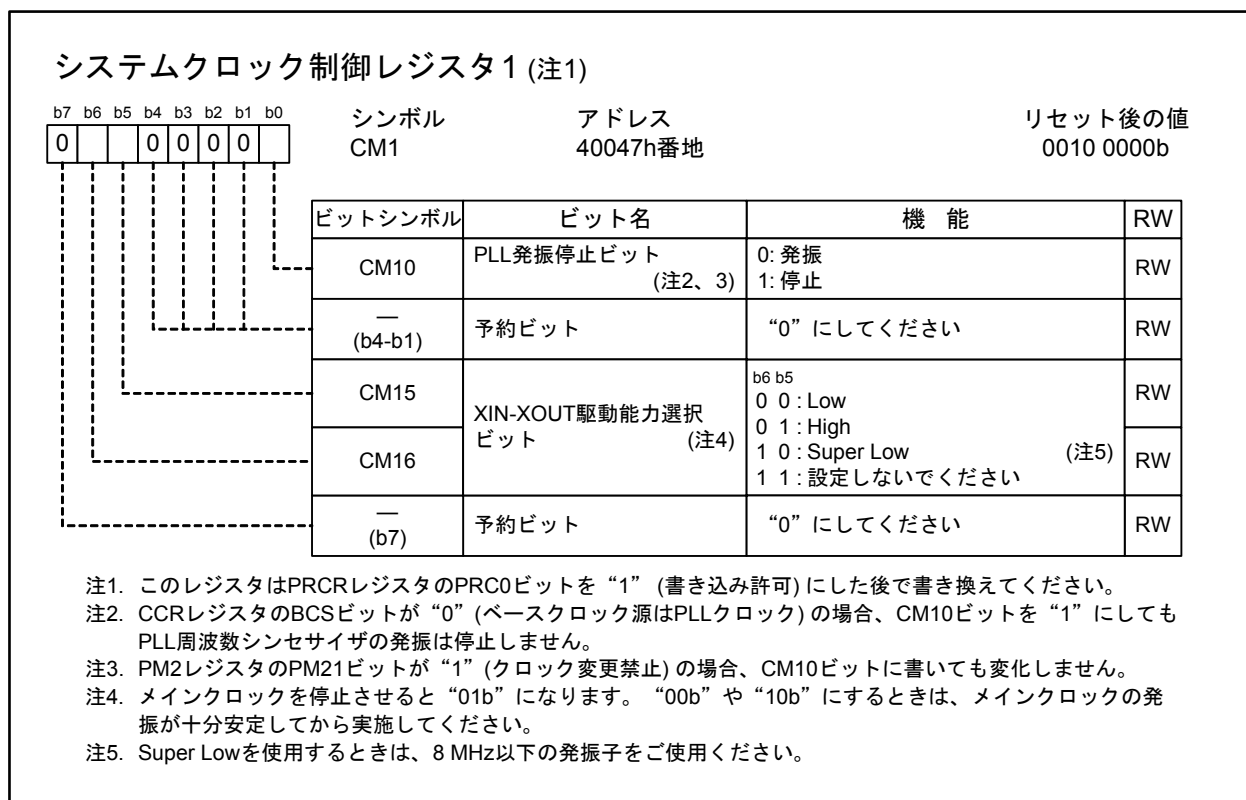 システムクロック制御レジスタ1 (注1)
b7 b6 b5 b4 b3 b2 b1 b0
0 0 0 0 0
シンボル アドレス リセット後の値
CM1 40047h番地 0010 0000b
ビットシンボル ビット名 機 能 RW
CM10 PLL発振停止ビット (注2、3) 0: 発振 RW
1: 停止
— (b4-b1) 予約ビット “0”にしてください RW
CM15 RW
CM16 RW
XIN-XOUT駆動能力選択
ビット (注4)
b6 b5
0 0 : Low
0 1 : High
1 0 : Super Low (注5)
1 1 : 設定しないでください
— (b7) 予約ビット “0”にしてください RW
注1. このレジスタはPRCRレジスタのPRC0ビットを“1” (書き込み許可) にした後で書き換えてください。
注2. CCRレジスタのBCSビットが“0”(ベースクロック源はPLLクロック) の場合、CM10ビットを“1”にしても
PLL周波数シンセサイザの発振は停止しません。
注3. PM2レジスタのPM21ビットが“1”(クロック変更禁止) の場合、CM10ビットに書いても変化しません。
注4. メインクロックを停止させると“01b”になります。“00b”や“10b”にするときは、メインクロックの発
振が十分安定してから実施してください。
注5. Super Lowを使用するときは、8 MHz以下の発振子をご使用ください。